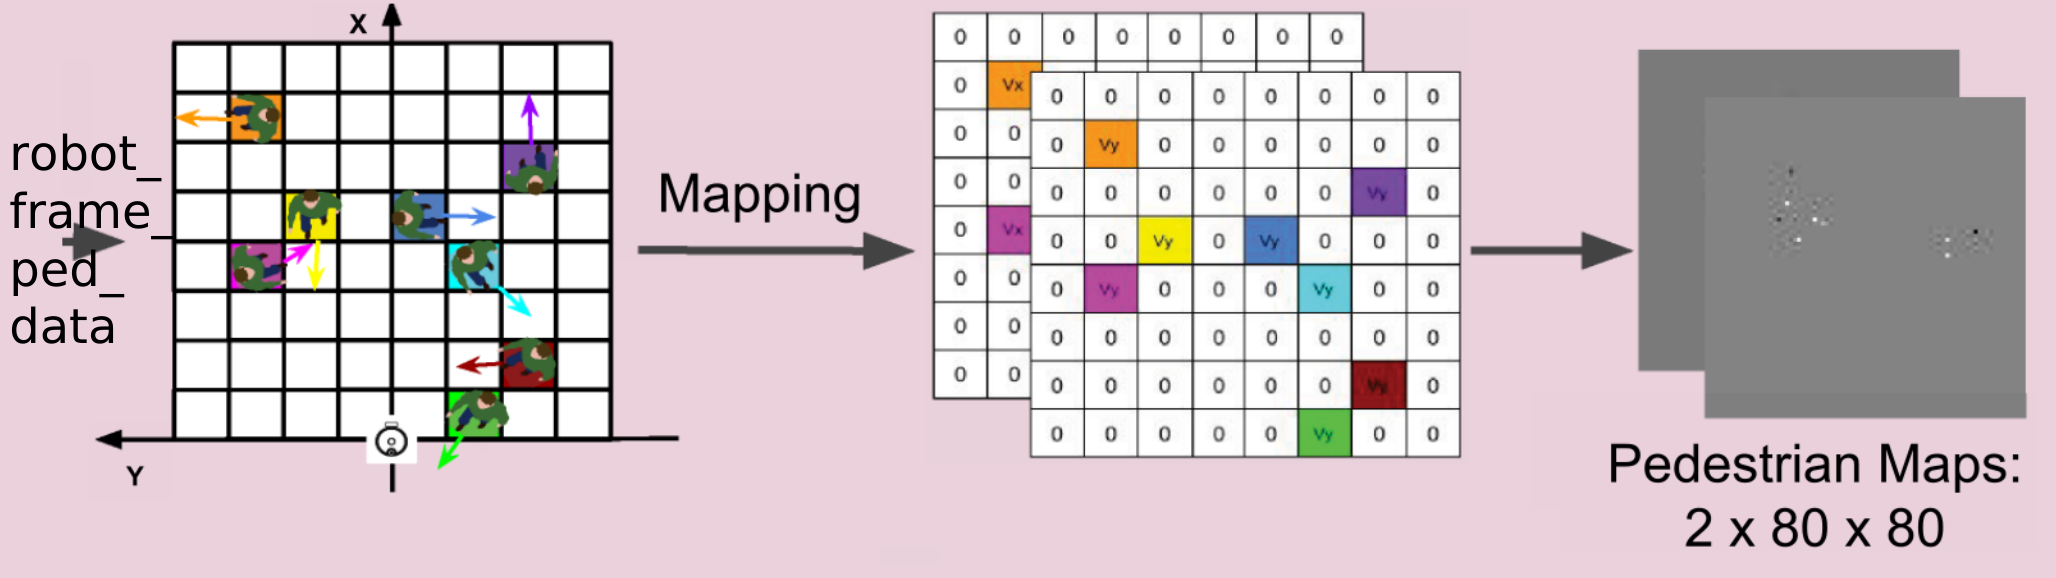 X
robot_
frame_
ped_
data
Y
Mapping
0 0 0 0 0 0 0 0
0 Vx
0 0
0 0
0 Vx
0 0
0 0
0 0
0 0 0 0 0 0 0 0
0 Vy 0 0 0 0 0 0
0 0 0 0 0 0 Vy 0
0 0 Vy 0 Vy 0 0 0
0 Vy 0 0 0 Vy 0 0
0 0 0 0 0 0 0 0
0 0 0 0 0 0 Vy 0
0 0 0 0 0 Vy 0 0
Pedestrian Maps:
2 x 80 x 80